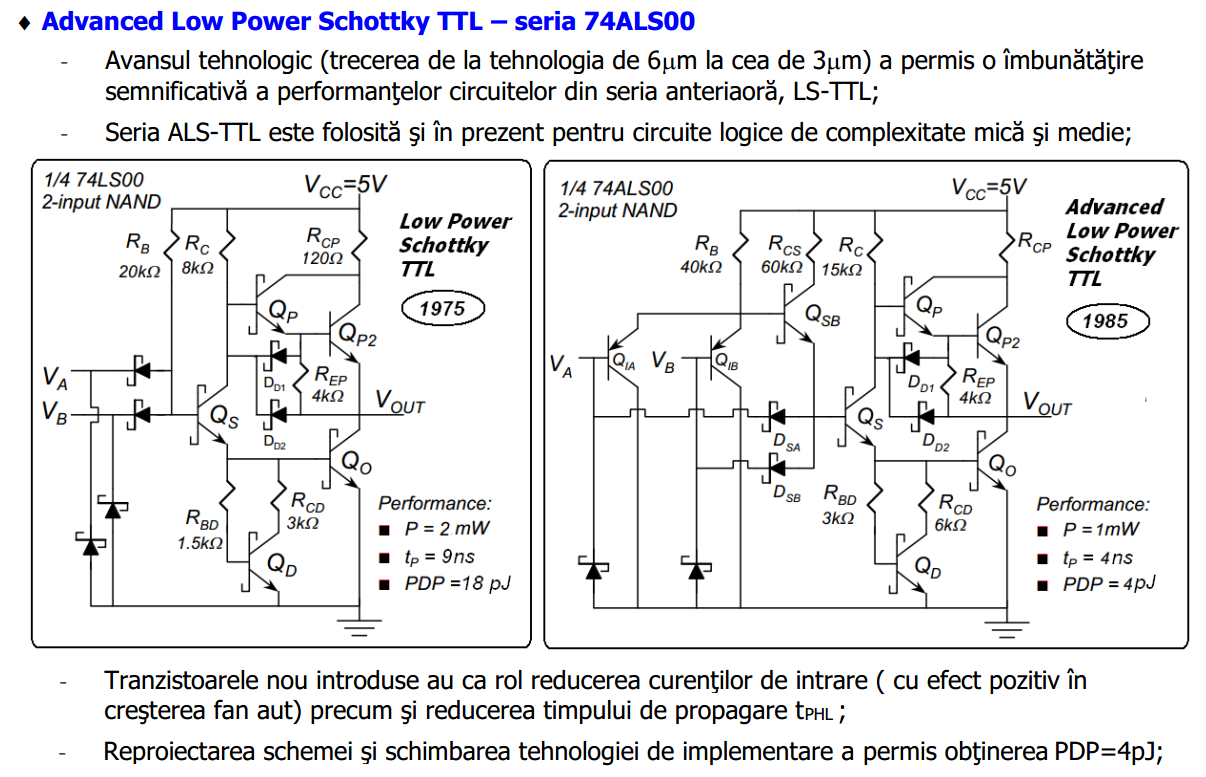 ♦ Advanced Low Power Schottky TTL – seria 74ALS00
- Avansul tehnologic (trecerea de la tehnologia de 6μm la cea de 3μm) a permis o îmbunătăţire
semnificativă a performanţelor circuitelor din seria anteriaoră, LS-TTL;
- Seria ALS-TTL este folosită şi în prezent pentru circuite logice de complexitate mică şi medie;
1/4 74LS00
2-input NAND
VCC=5V
Low Power
Schottky
TTL
1975
RB
20kΩ
RC
8kΩ
RCP
120Ω
QP
QP2
DD1
REP
4kΩ
VA
VB
QS
DD2
VOUT
QO
RBD
1.5kΩ
RCD
3kΩ
QD
Performance:
■ P = 2 mW
■ tP = 9ns
■ PDP =18 pJ
1/4 74ALS00
2-input NAND
VCC=5V
Advanced
Low Power
Schottky
TTL
1985
RB
40kΩ
RCS
60kΩ
RC
15kΩ
RCP
QP
QSB
QP2
VA
QIA
VB
QIB
DD1
REP
4kΩ
VOUT
QS
DSA
DD2
QO
DSB
RBD
3kΩ
RCD
6kΩ
QD
Performance:
■ P =1mW
■ tP = 4ns
■ PDP = 4pJ
- Tranzistoarele nou introduse au ca rol reducerea curenţilor de intrare ( cu efect pozitiv în
creşterea fan aut) precum şi reducerea timpului de propagare tPHL ;
- Reproiectarea schemei şi schimbarea tehnologiei de implementare a permis obţinerea PDP=4pJ;